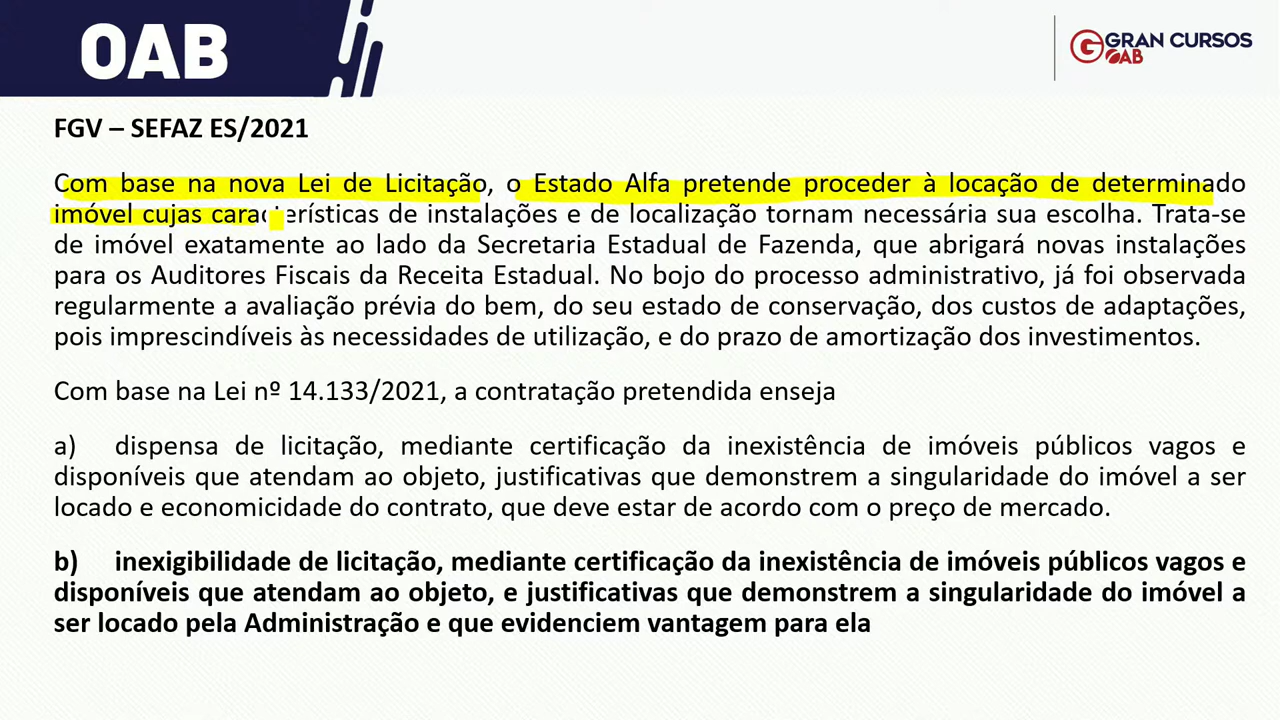 OAB
GRAN CURSOS
OAB
FGV – SEFAZ ES/2021
Com base na nova Lei de Licitação, o Estado Alfa pretende proceder à locação de determinado
imóvel cujas características de instalações e de localização tornam necessária sua escolha. Trata-se
de imóvel exatamente ao lado da Secretaria Estadual de Fazenda, que abrigará novas instalações
para os Auditores Fiscais da Receita Estadual. No bojo do processo administrativo, já foi observada
regularmente a avaliação prévia do bem, do seu estado de conservação, dos custos de adaptações,
pois imprescindíveis às necessidades de utilização, e do prazo de amortização dos investimentos.
Com base na Lei nº 14.133/2021, a contratação pretendida enseja
a) dispensa de licitação, mediante certificação da inexistência de imóveis públicos vagos e
disponíveis que atendam ao objeto, justificativas que demonstrem a singularidade do imóvel a ser
locado e economicidade do contrato, que deve estar de acordo com o preço de mercado.
b) inexigibilidade de licitação, mediante certificação da inexistência de imóveis públicos vagos e
disponíveis que atendam ao objeto, e justificativas que demonstrem a singularidade do imóvel a
ser locado pela Administração e que evidenciem vantagem para ela